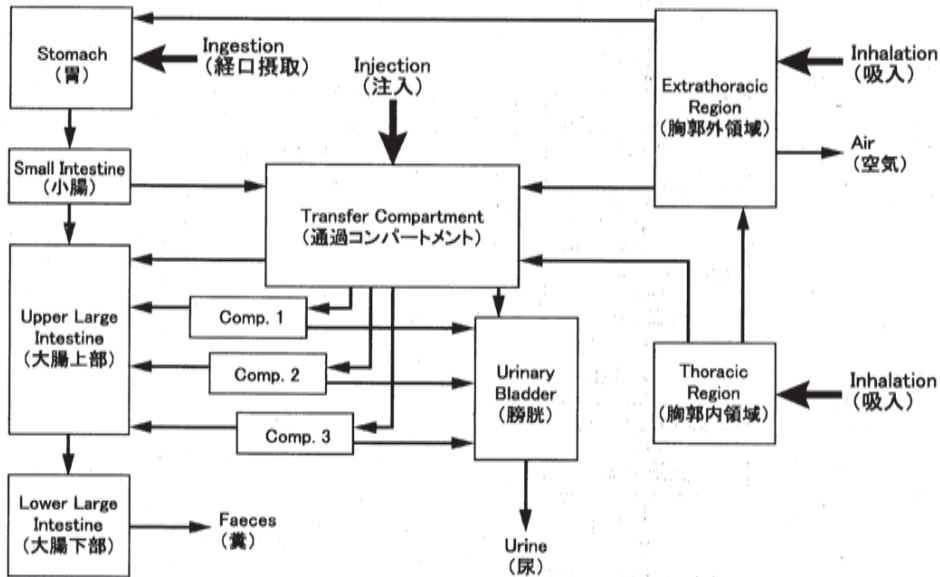 Stomach
(胃)
Ingestion
(経口摂取)
Injection
(注入)
Extrathoracic
Region
(胸郭外領域)
Inhalation
(吸入)
Air
(空気)
Small Intestine
(小腸)
Transfer Compartment
(通過コンパートメント)
Upper Large
Intestine
(大腸上部)
Comp. 1
Comp. 2
Comp. 3
Urinary
Bladder
(膀胱)
Thoracic
Region
(胸郭内領域)
Inhalation
(吸入)
Lower Large
Intestine
(大腸下部)
Faeces
(糞)
Urine
(尿)